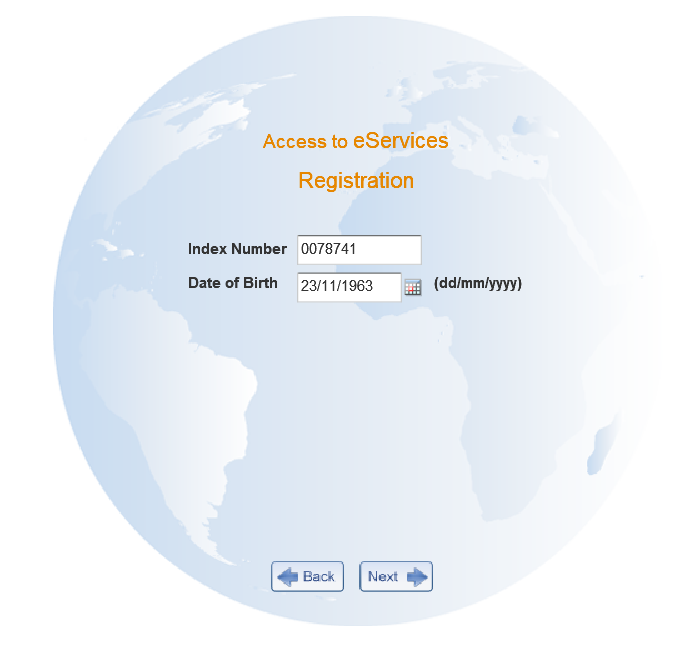 Access to eServices
Registration
Index Number 0078741
Date of Birth 23/11/1963 (dd/mm/yyyy)
Back Next